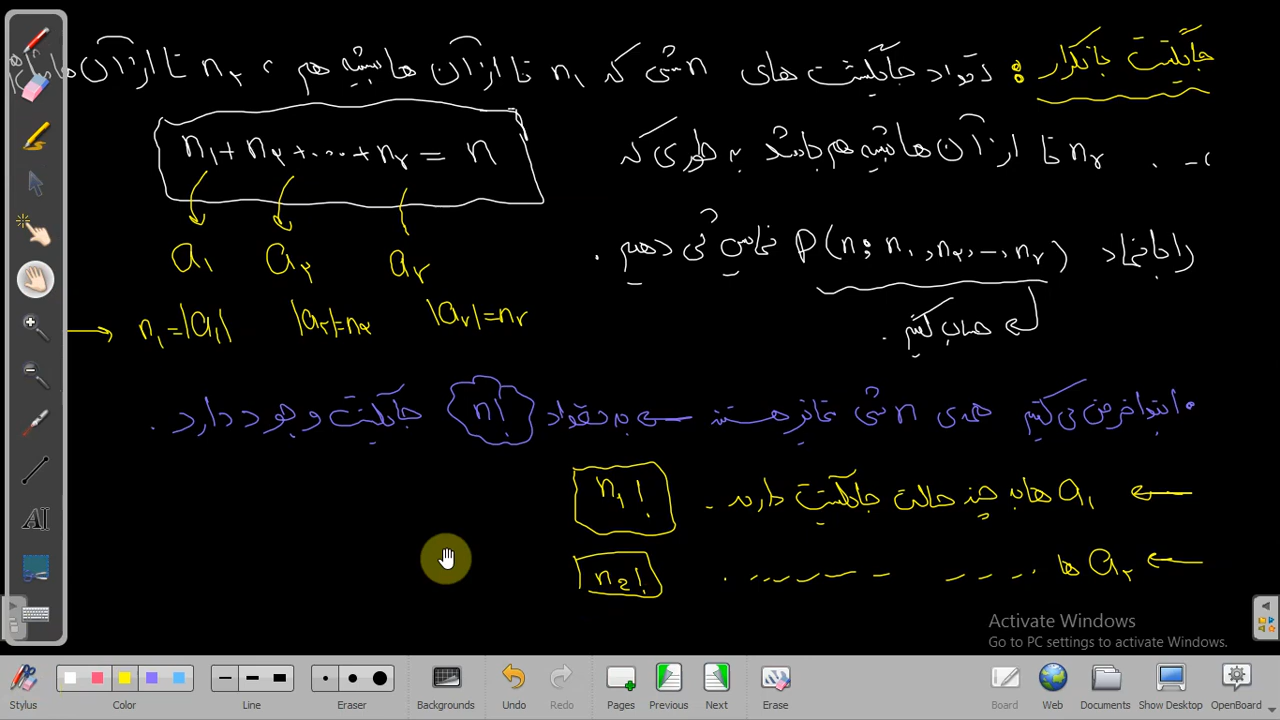 جایگشت باتکرار : تعداد جایگشت های n شی که n₁ تا از آن ها شبیه هم ، n₂ تا از آن ها
، ... nᵣ تا از آن ها شبیه هم باشد به طوری که
n₁ + n₂ + ... + nᵣ = n
a₁ a₂ aᵣ
n₁ = |a₁| |a₂| = n₂ |aᵣ| = nᵣ
را با نماد P(n; n₁, n₂, ..., nᵣ) نمایش می دهیم .
حساب کنیم .
• ابتدا فرض می کنیم همه ی n شی متمایز هستند ← به تعداد n! جایگشت وجود دارد .
← a₁ ها به چند حالت جایگشت دارند . n₁!
← a₂ ها ---- ------- . n₂!
Activate Windows
Go to PC settings to activate Windows.
Stylus Color Line Eraser Backgrounds Undo Redo Pages Previous Next Erase Board Web Documents Show Desktop OpenBoard